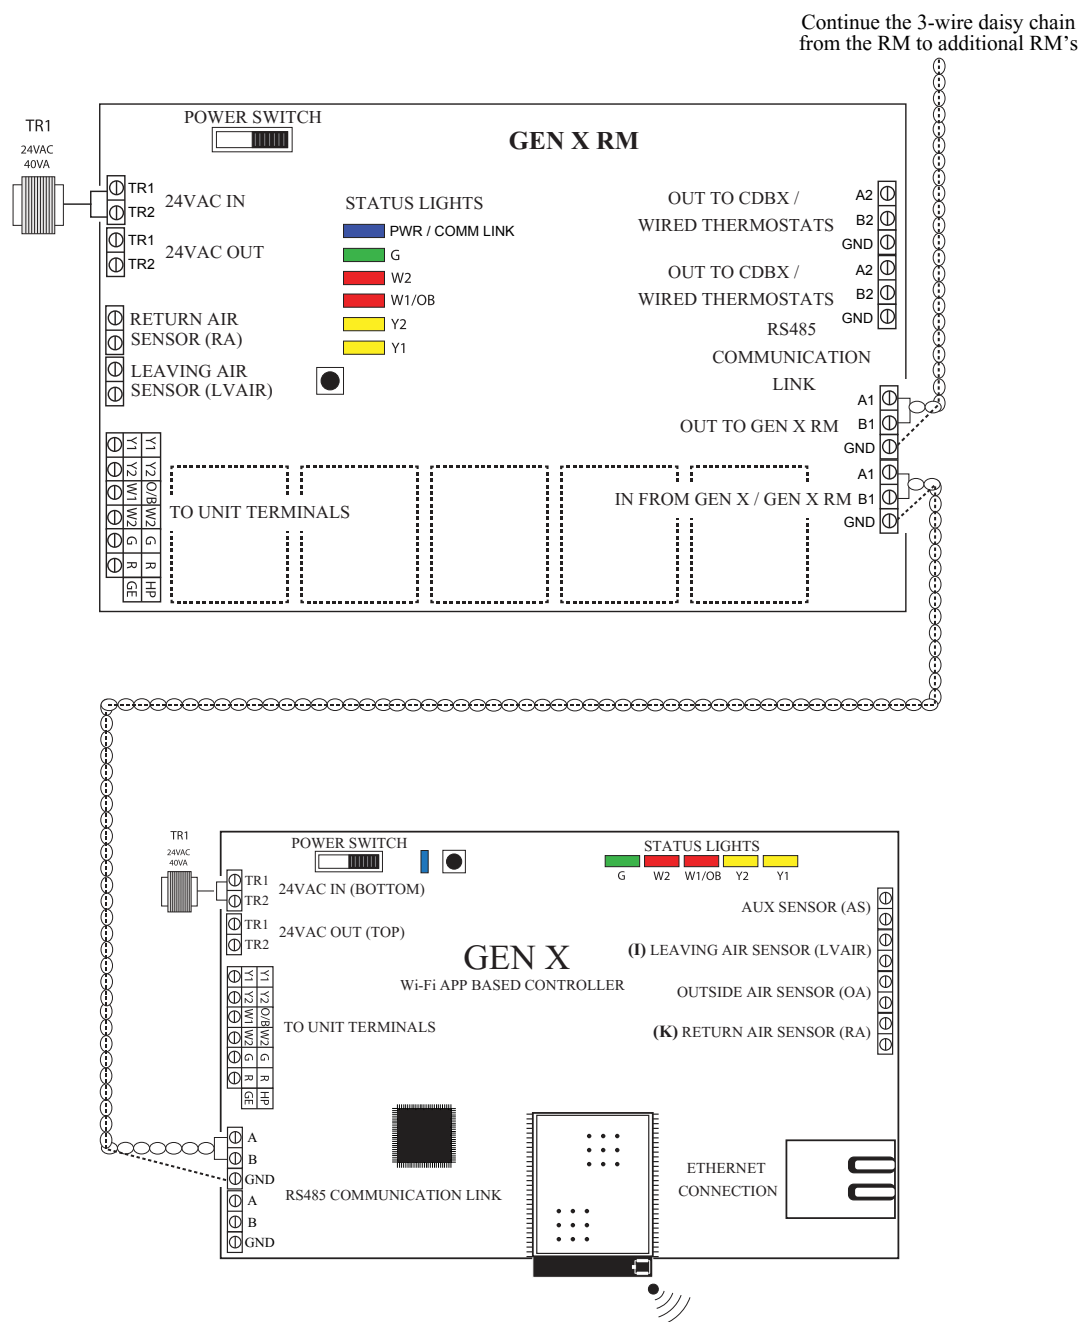 Continue the 3-wire daisy chain
from the RM to additional RM's
TR1
24VAC
40VA
POWER SWITCH
GEN X RM
TR1
TR2
24VAC IN
TR1
TR2
24VAC OUT
STATUS LIGHTS
PWR / COMM LINK
G
W2
W1/OB
Y2
Y1
RETURN AIR
SENSOR (RA)
LEAVING AIR
SENSOR (LVAIR)
OUT TO CDBX /
WIRED THERMOSTATS
A2
B2
GND
OUT TO CDBX /
WIRED THERMOSTATS
A2
B2
GND
RS485
COMMUNICATION
LINK
OUT TO GEN X RM
A1
B1
GND
IN FROM GEN X / GEN X RM
A1
B1
GND
Y1 Y1
Y2 Y2
W1 O/B
W2 W2
G G
R R
GE HP
TO UNIT TERMINALS
TR1
24VAC
40VA
POWER SWITCH
STATUS LIGHTS
G W2 W1/OB Y2 Y1
TR1
TR2
24VAC IN (BOTTOM)
TR1
TR2
24VAC OUT (TOP)
GEN X
Wi-Fi APP BASED CONTROLLER
AUX SENSOR (AS)
(I) LEAVING AIR SENSOR (LVAIR)
OUTSIDE AIR SENSOR (OA)
(K) RETURN AIR SENSOR (RA)
Y1 Y1
Y2 Y2
W1 O/B
W2 W2
G G
R R
GE HP
TO UNIT TERMINALS
A
B
GND
A
B
GND
RS485 COMMUNICATION LINK
ETHERNET
CONNECTION